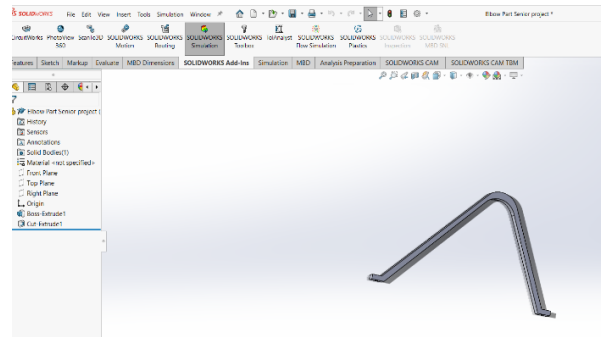 SOLIDWORKS File Edit View Insert Tools Simulation Window Elbow Part Senior project *
CircuitWorks PhotoView 360 ScanTo3D SOLIDWORKS Motion SOLIDWORKS Routing SOLIDWORKS Simulation SOLIDWORKS Toolbox TolAnalyst SOLIDWORKS Flow Simulation SOLIDWORKS Plastics SOLIDWORKS Inspection SOLIDWORKS MBD SNL
Features Sketch Markup Evaluate MBD Dimensions SOLIDWORKS Add-Ins Simulation MBD Analysis Preparation SOLIDWORKS CAM SOLIDWORKS CAM TBM
Elbow Part Senior project (
History
Sensors
Annotations
Solid Bodies(1)
Material <not specified>
Front Plane
Top Plane
Right Plane
Origin
Boss-Extrude1
Cut-Extrude1